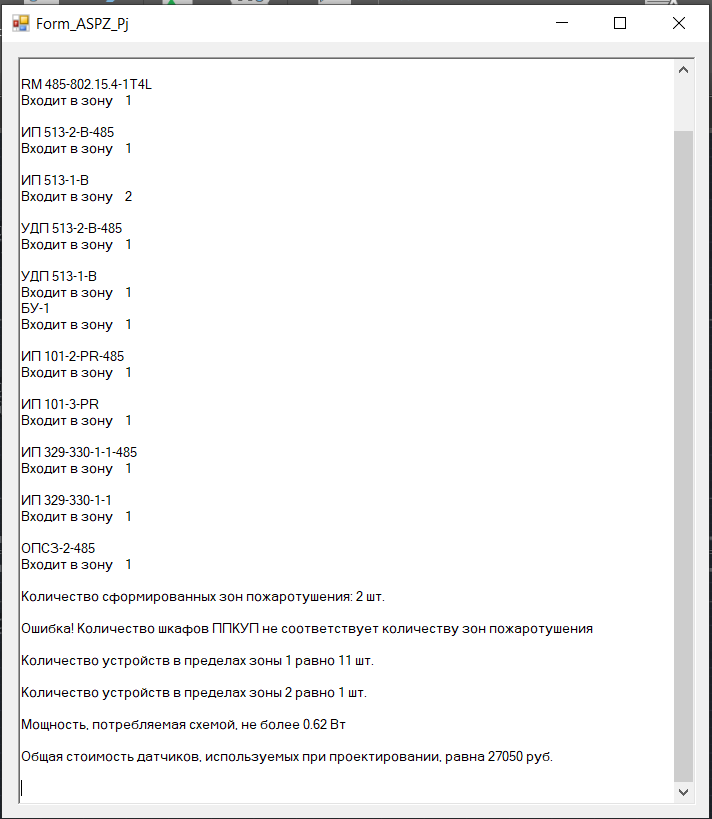 Form_ASPZ_Pj
RM 485-802.15.4-1T4L
Входит в зону 1
ИП 513-2-В-485
Входит в зону 1
ИП 513-1-В
Входит в зону 2
УДП 513-2-В-485
Входит в зону 1
УДП 513-1-В
Входит в зону 1
БУ-1
Входит в зону 1
ИП 101-2-PR-485
Входит в зону 1
ИП 101-3-PR
Входит в зону 1
ИП 329-330-1-1-485
Входит в зону 1
ИП 329-330-1-1
Входит в зону 1
ОПСЗ-2-485
Входит в зону 1
Количество сформированных зон пожаротушения: 2 шт.
Ошибка! Количество шкафов ППКУП не соответствует количеству зон пожаротушения
Количество устройств в пределах зоны 1 равно 11 шт.
Количество устройств в пределах зоны 2 равно 1 шт.
Мощность, потребляемая схемой, не более 0.62 Вт
Общая стоимость датчиков, используемых при проектировании, равна 27050 руб.